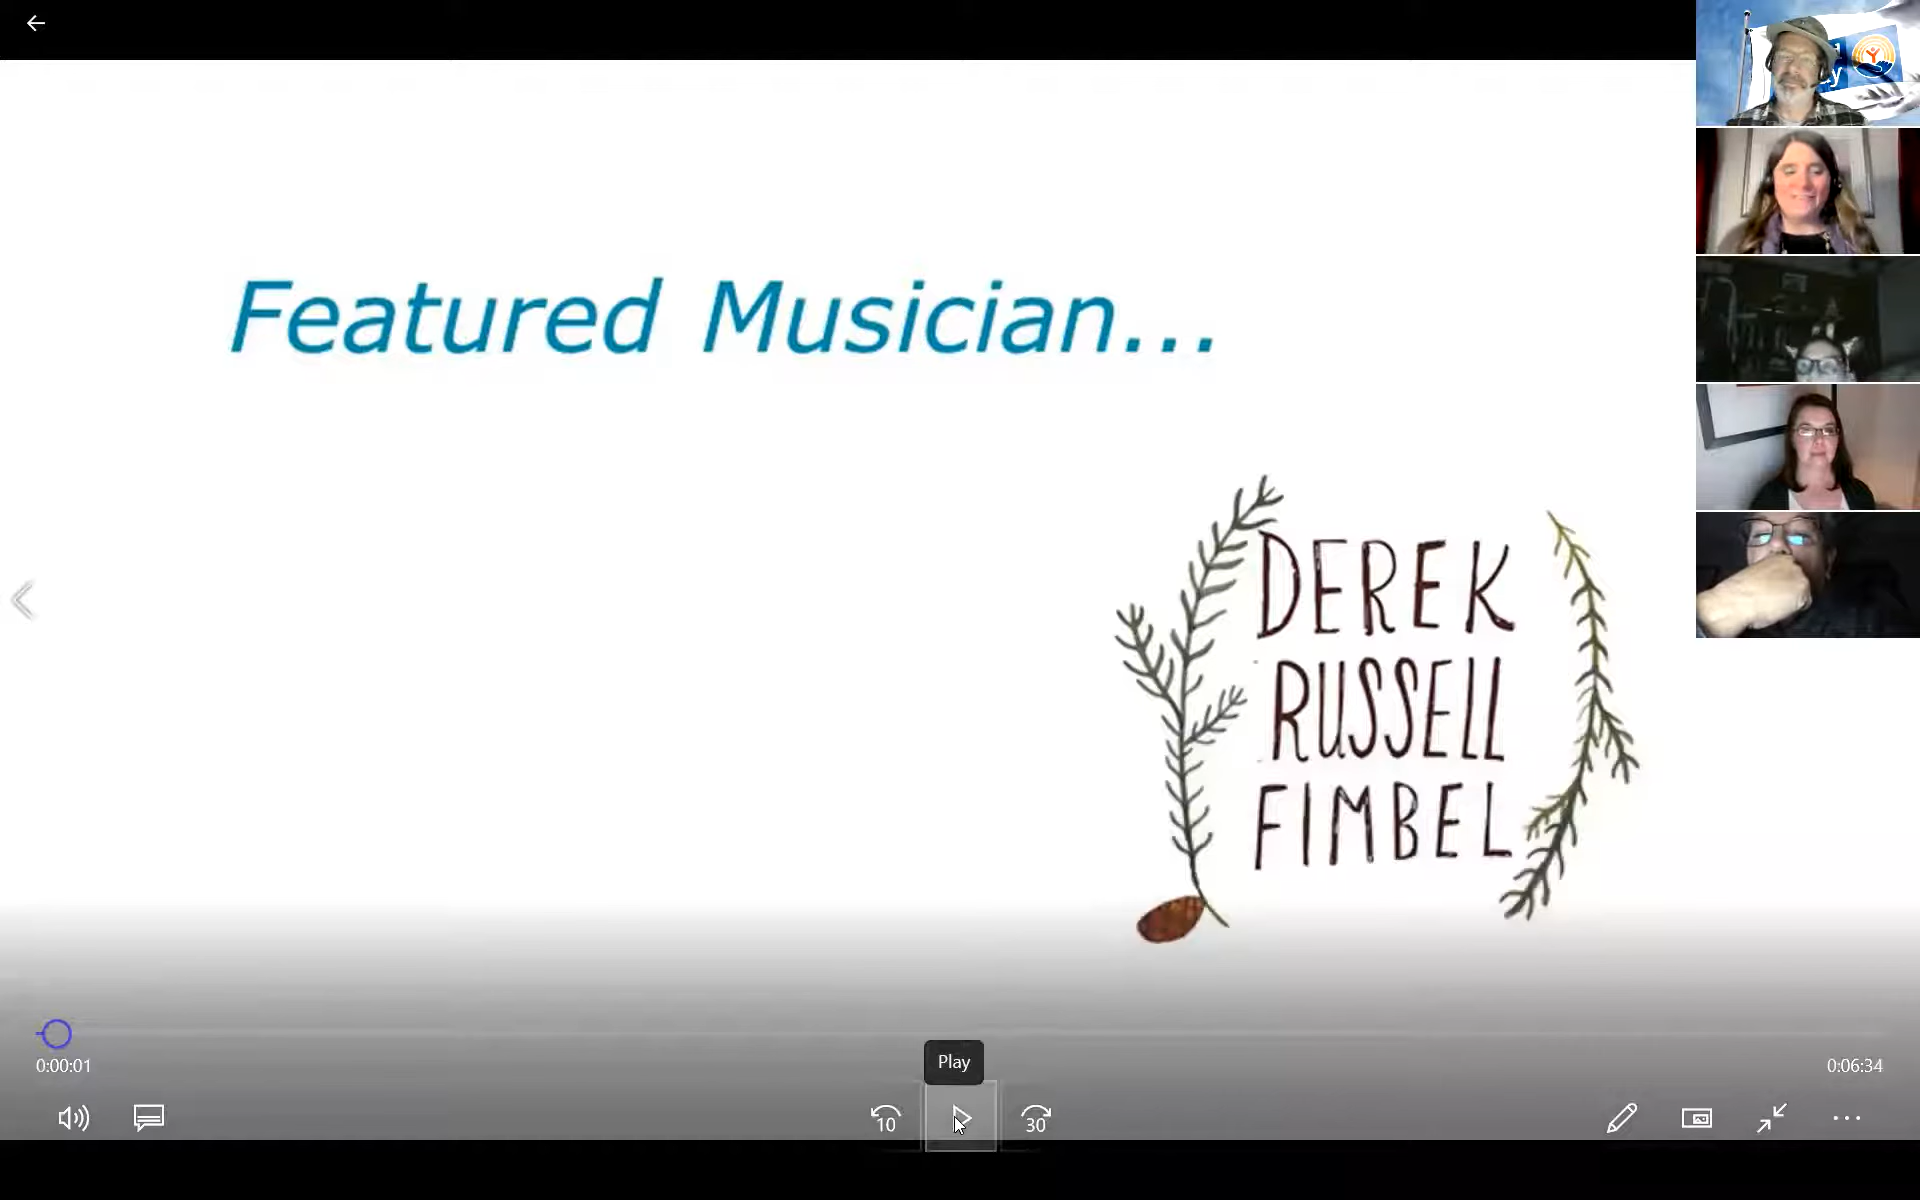 Featured Musician...
DEREK
RUSSELL
FIMBEL
0:00:01
Play
0:06:34
10
30